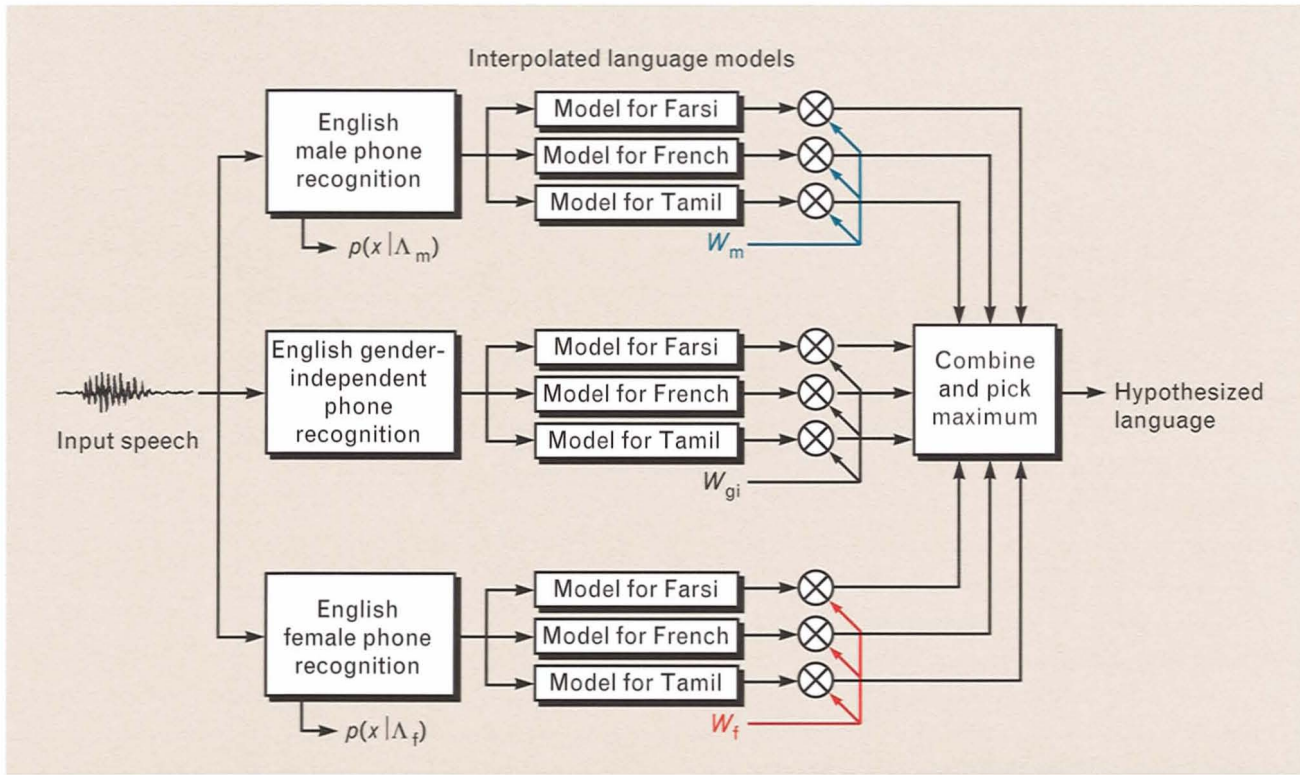 Interpolated language models
English
male phone
recognition
p(x|Λm)
Model for Farsi
Model for French
Model for Tamil
Wm
Input speech
English gender-
independent
phone
recognition
Model for Farsi
Model for French
Model for Tamil
Wgi
Combine
and pick
maximum
Hypothesized
language
English
female phone
recognition
p(x|Λf)
Model for Farsi
Model for French
Model for Tamil
Wf